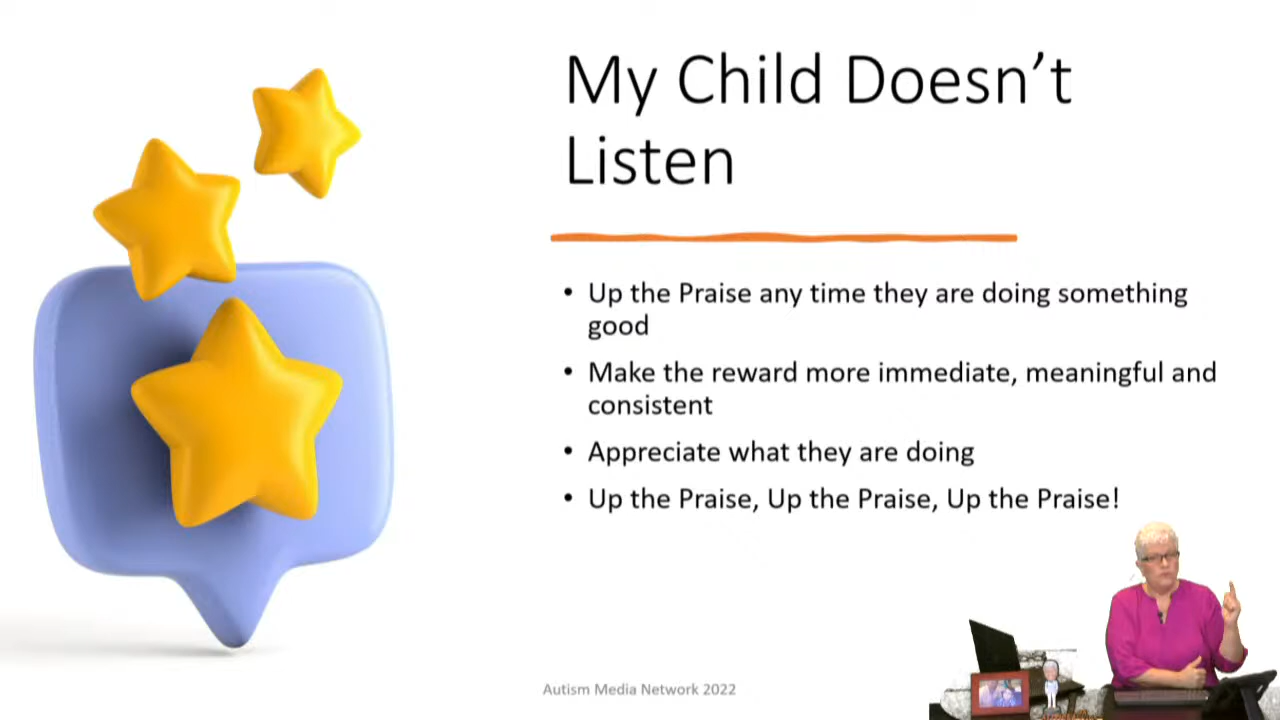 My Child Doesn’t
Listen
• Up the Praise any time they are doing something
good
• Make the reward more immediate, meaningful and
consistent
• Appreciate what they are doing
• Up the Praise, Up the Praise, Up the Praise!
Autism Media Network 2022